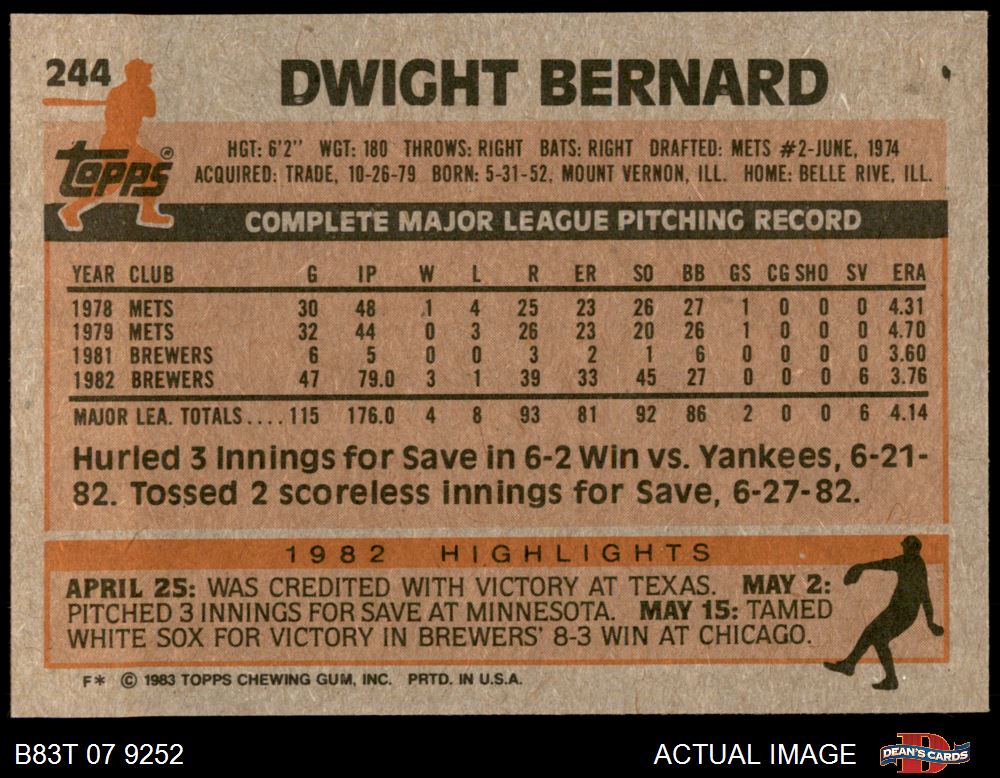 244
DWIGHT BERNARD
Topps®
HGT: 6'2" WGT: 180 THROWS: RIGHT BATS: RIGHT DRAFTED: METS #2-JUNE, 1974
ACQUIRED: TRADE, 10-26-79 BORN: 5-31-52, MOUNT VERNON, ILL. HOME: BELLE RIVE, ILL.
COMPLETE MAJOR LEAGUE PITCHING RECORD
YEAR CLUB G IP W L R ER SO BB GS CG SHO SV ERA
1978 METS 30 48 1 4 25 23 26 27 1 0 0 0 4.31
1979 METS 32 44 0 3 26 23 20 26 1 0 0 0 4.70
1981 BREWERS 6 5 0 0 3 2 1 6 0 0 0 0 3.60
1982 BREWERS 47 79.0 3 1 39 33 45 27 0 0 0 6 3.76
MAJOR LEA. TOTALS.... 115 176.0 4 8 93 81 92 86 2 0 0 6 4.14
Hurled 3 Innings for Save in 6-2 Win vs. Yankees, 6-21-
82. Tossed 2 scoreless innings for Save, 6-27-82.
1982 HIGHLIGHTS
APRIL 25: WAS CREDITED WITH VICTORY AT TEXAS. MAY 2:
PITCHED 3 INNINGS FOR SAVE AT MINNESOTA. MAY 15: TAMED
WHITE SOX FOR VICTORY IN BREWERS' 8-3 WIN AT CHICAGO.
F* © 1983 TOPPS CHEWING GUM, INC. PRTD. IN U.S.A.
B83T 07 9252
ACTUAL IMAGE
DEAN'S CARDS